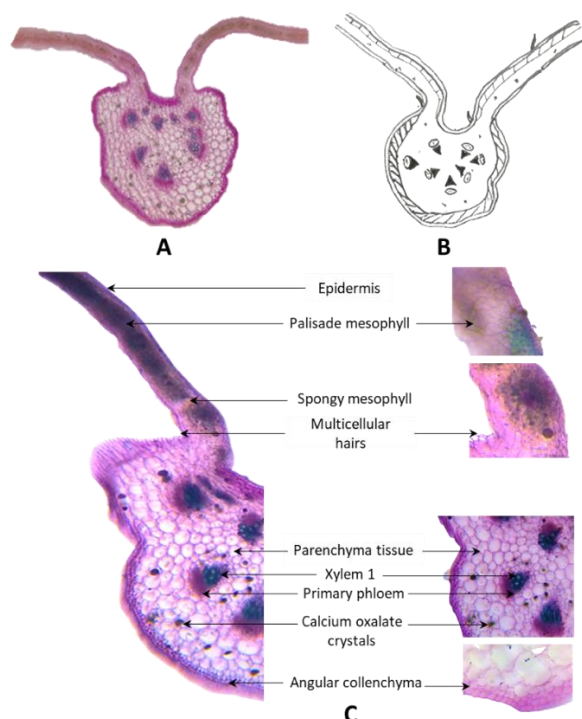 A
B
Epidermis
Palisade mesophyll
Spongy mesophyll
Multicellular
hairs
Parenchyma tissue
Xylem 1
Primary phloem
Calcium oxalate
crystals
Angular collenchyma
C